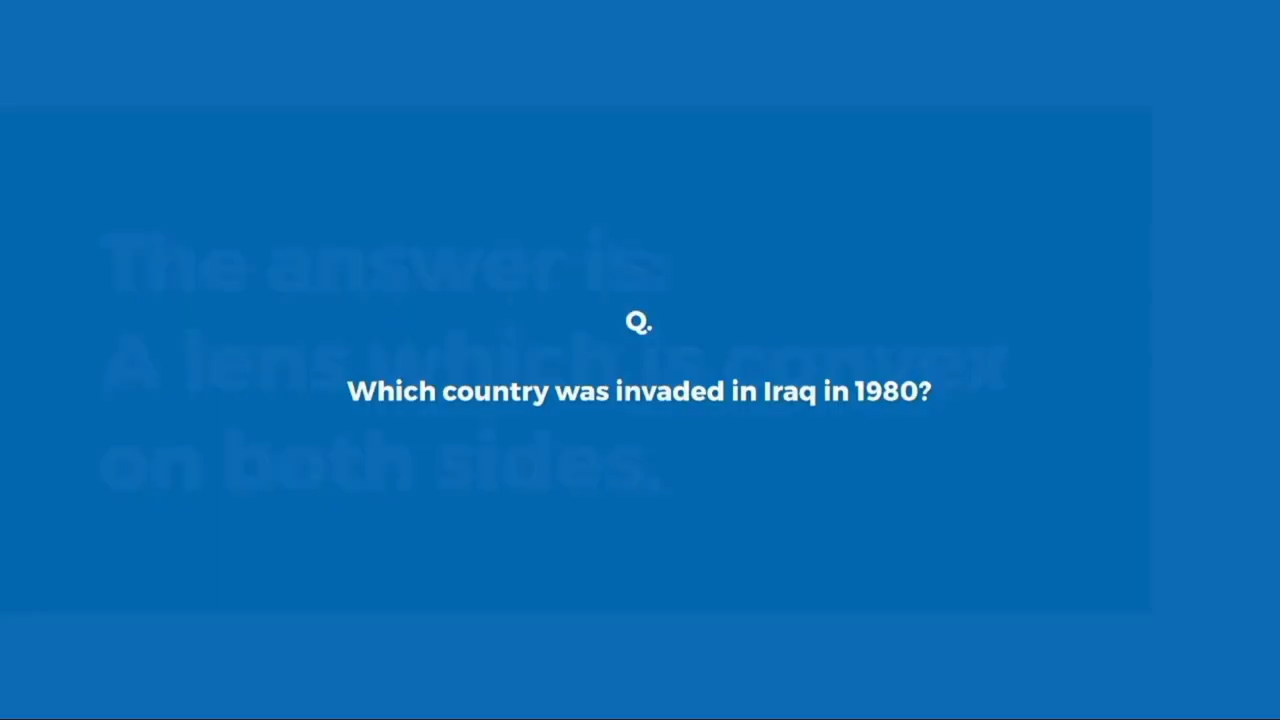 The answer is:
Q.
A lens which is convex
Which country was invaded in Iraq in 1980?
on both sides.